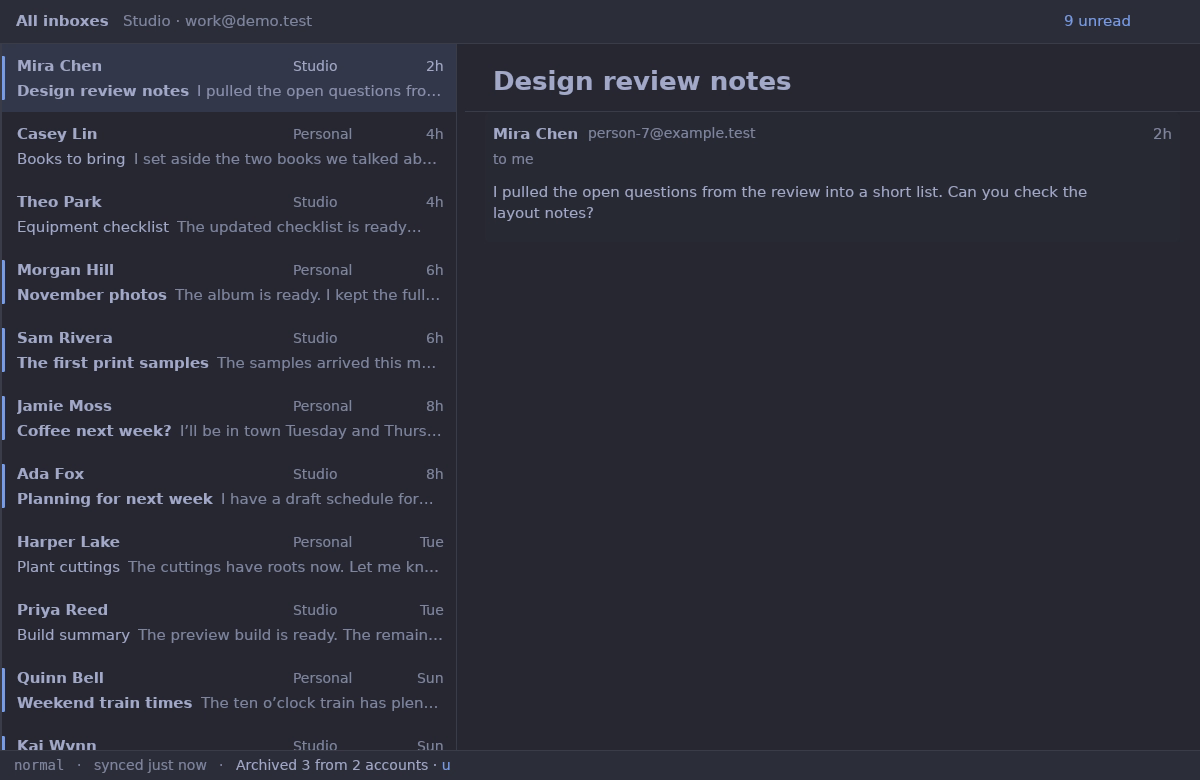 All inboxes Studio · work@demo.test 9 unread
Mira Chen Studio 2h
Design review notes I pulled the open questions fro…
Casey Lin Personal 4h
Books to bring I set aside the two books we talked ab…
Theo Park Studio 4h
Equipment checklist The updated checklist is ready…
Morgan Hill Personal 6h
November photos The album is ready. I kept the full…
Sam Rivera Studio 6h
The first print samples The samples arrived this m…
Jamie Moss Personal 8h
Coffee next week? I’ll be in town Tuesday and Thurs…
Ada Fox Studio 8h
Planning for next week I have a draft schedule for…
Harper Lake Personal Tue
Plant cuttings The cuttings have roots now. Let me kn…
Priya Reed Studio Tue
Build summary The preview build is ready. The remain…
Quinn Bell Personal Sun
Weekend train times The ten o’clock train has plen…
Kai Wynn Studio Sun
Design review notes
Mira Chen person-7@example.test 2h
to me
I pulled the open questions from the review into a short list. Can you check the
layout notes?
normal · synced just now · Archived 3 from 2 accounts · u